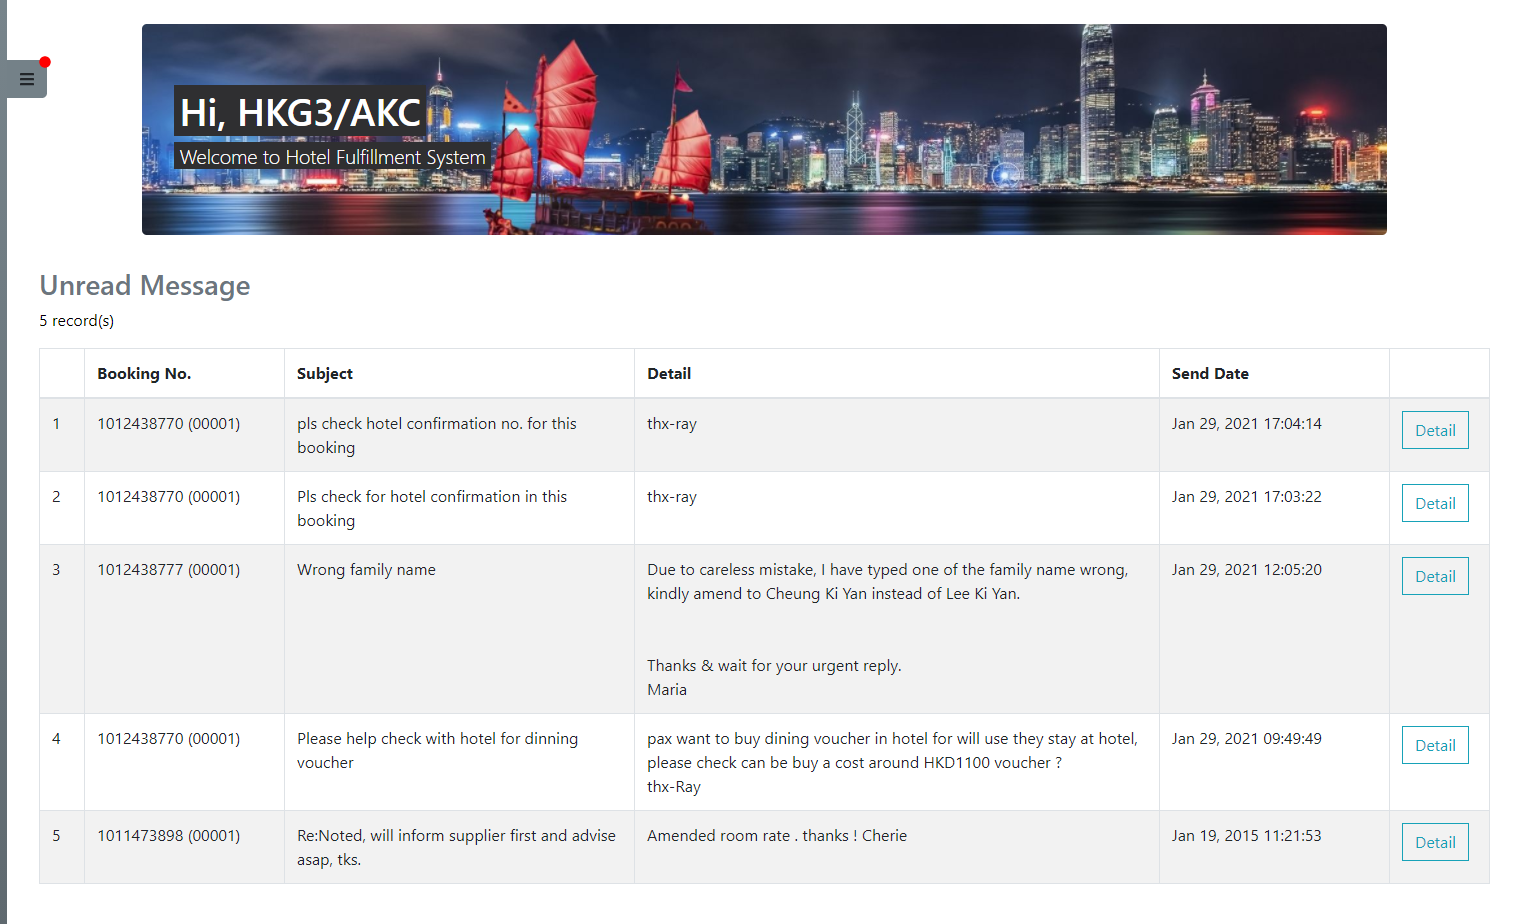 Hi, HKG3/AKC
Welcome to Hotel Fulfillment System
Unread Message
5 record(s)
Booking No. Subject Detail Send Date
1 1012438770 (00001) pls check hotel confirmation no. for this thx-ray Jan 29, 2021 17:04:14 Detail
booking
2 1012438770 (00001) Pls check for hotel confirmation in this thx-ray Jan 29, 2021 17:03:22 Detail
booking
3 1012438777 (00001) Wrong family name Due to careless mistake, I have typed one of the family name wrong, Jan 29, 2021 12:05:20 Detail
kindly amend to Cheung Ki Yan instead of Lee Ki Yan.
Thanks & wait for your urgent reply.
Maria
4 1012438770 (00001) Please help check with hotel for dinning pax want to buy dining voucher in hotel for will use they stay at hotel, Jan 29, 2021 09:49:49 Detail
voucher please check can be buy a cost around HKD1100 voucher ?
thx-Ray
5 1011473898 (00001) Re:Noted, will inform supplier first and advise Amended room rate . thanks ! Cherie Jan 19, 2015 11:21:53 Detail
asap, tks.